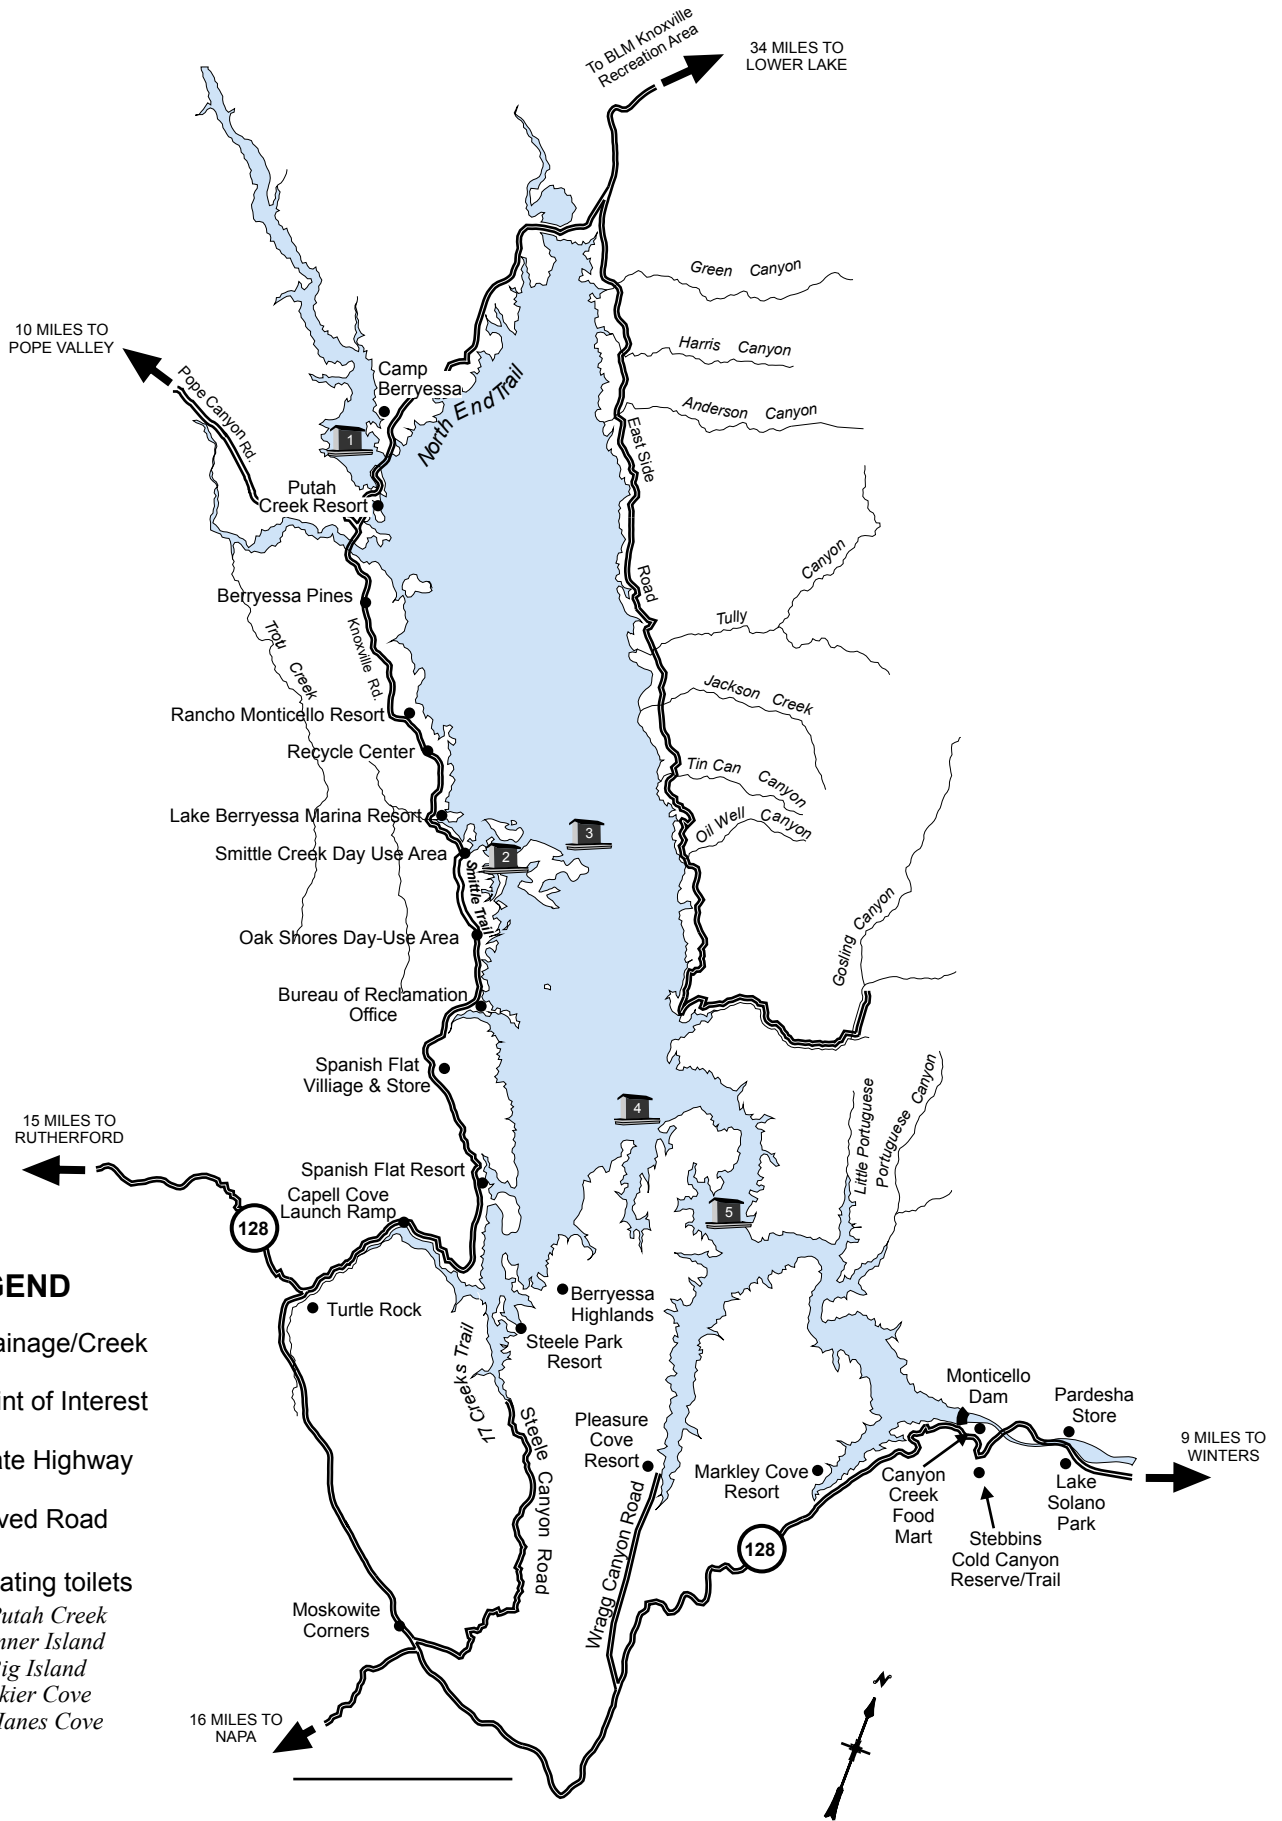 To BLM Knoxville
Recreation Area
34 MILES TO
LOWER LAKE
Green Canyon
Harris Canyon
Anderson Canyon
10 MILES TO
POPE VALLEY
Pope Canyon Rd.
Camp
Berryessa
North End Trail
1
East Side
Road
Putah
Creek Resort
Canyon
Tully
Berryessa Pines
Knoxville Rd.
Trotu Creek
Jackson Creek
Rancho Monticello Resort
Recycle Center
Tin Can Canyon
Oil Well Canyon
Lake Berryessa Marina Resort
3
2
Smittle Creek Day Use Area
Smittle Trail
Gosling Canyon
Oak Shores Day-Use Area
Bureau of Reclamation
Office
Spanish Flat
Villiage & Store
4
Little Portuguese
Portuguese Canyon
15 MILES TO
RUTHERFORD
Spanish Flat Resort
Capell Cove
Launch Ramp
5
128
GEND
Turtle Rock
Berryessa
Highlands
Steele Park
Resort
17 Creeks Trail
ainage/Creek
int of Interest
ate Highway
ved Road
ating toilets
Putah Creek
nner Island
Big Island
kier Cove
Hanes Cove
Steele Canyon Road
Pleasure
Cove
Resort
Wragg Canyon Road
Markley Cove
Resort
Monticello
Dam
Pardesha
Store
9 MILES TO
WINTERS
Canyon
Creek
Food
Mart
Lake
Solano
Park
Stebbins
Cold Canyon
Reserve/Trail
128
Moskowite
Corners
16 MILES TO
NAPA
N